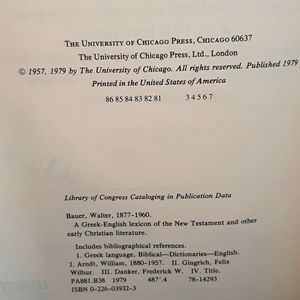 THE UNIVERSITY OF CHICAGO PRESS, CHICAGO 60637
The University of Chicago Press, Ltd., London
© 1957, 1979 by The University of Chicago. All rights reserved. Published 1979
Printed in the United States of America
86 85 84 83 82 81 3 4 5 6 7
Library of Congress Cataloging in Publication Data
Bauer, Walter, 1877-1960.
A Greek-English lexicon of the New Testament and other
early Christian literature.
Includes bibliographical references.
1. Greek language, Biblical—Dictionaries—English.
I. Arndt, William, 1880-1957. II. Gingrich, Felix
Wilbur. III. Danker, Frederick W. IV. Title.
PA881.B38 1979 487'.4 78-14293
ISBN 0-226-03932-3